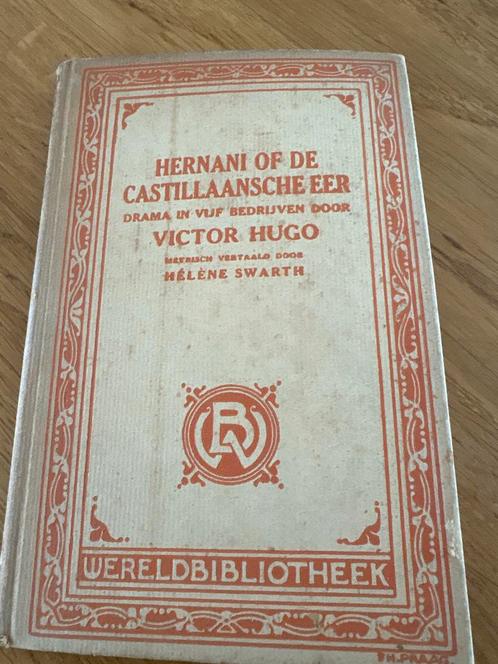 HERNANI OF DE
CASTILLAANSCHE EER
DRAMA IN VIJF BEDRIJVEN DOOR
VICTOR HUGO
METRISCH VERTAALD DOOR
HÉLÈNE SWARTH
WB
WERELDBIBLIOTHEEK